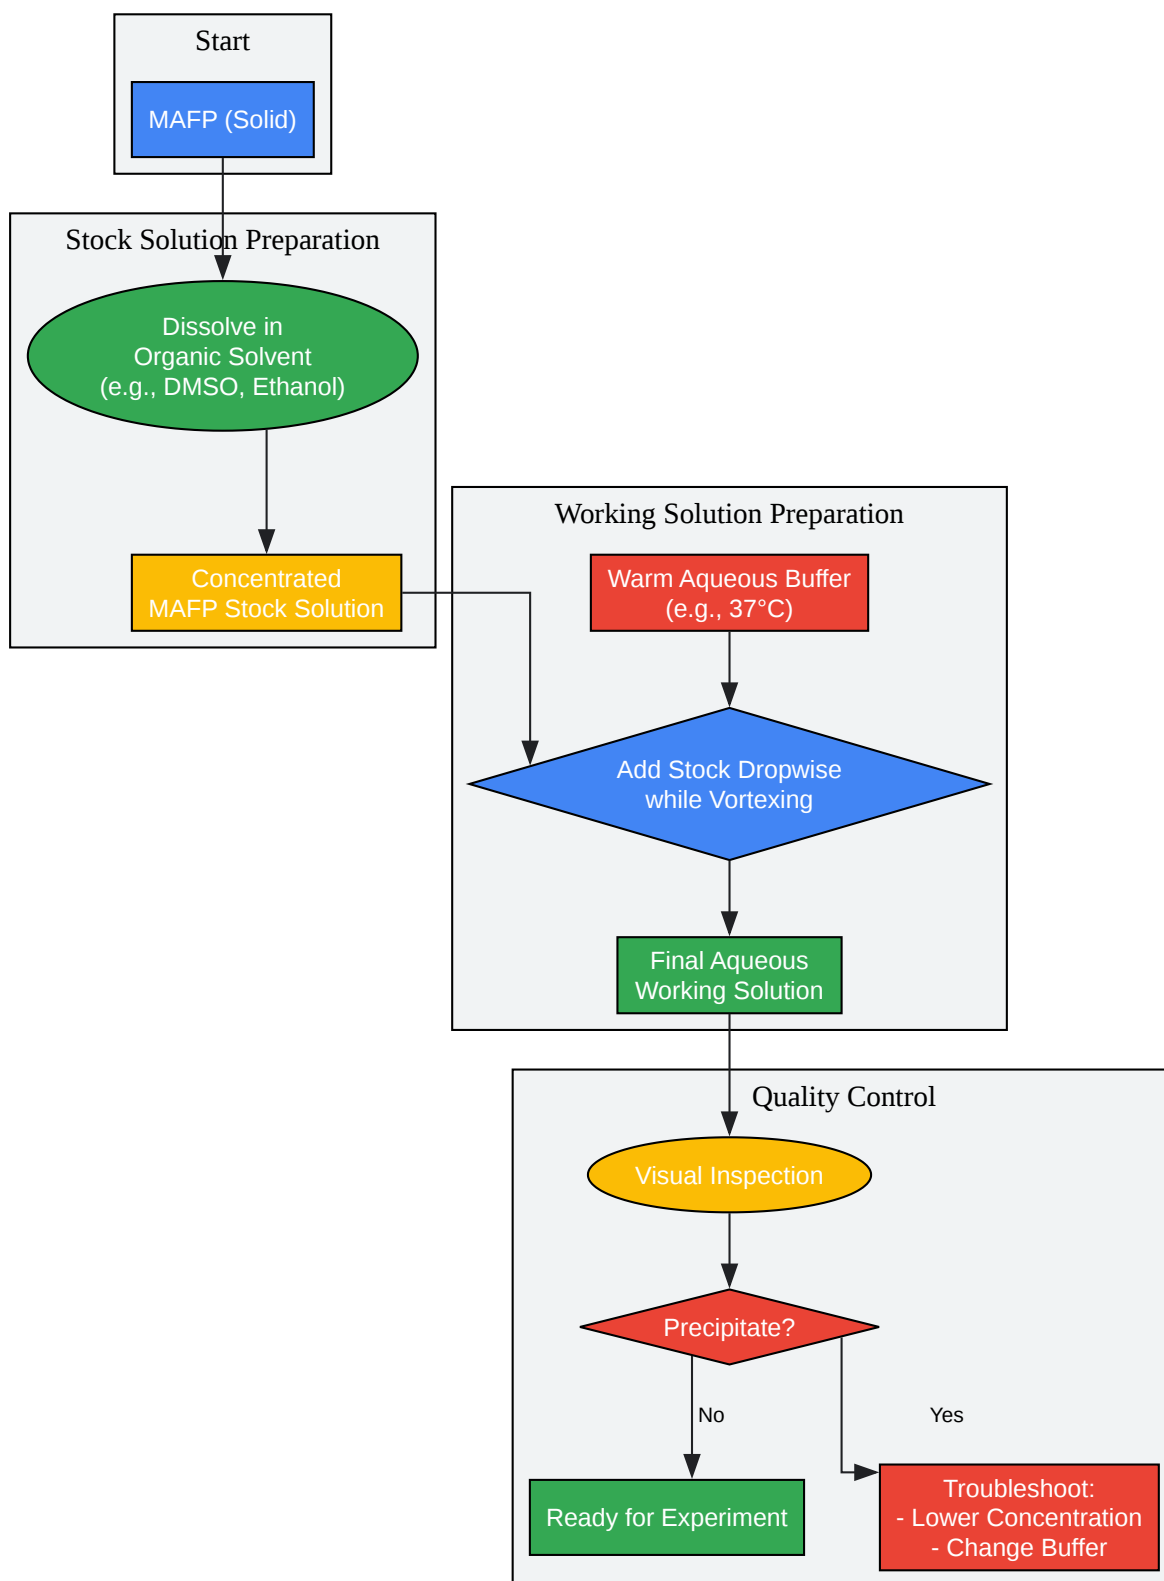 Start
MAFP (Solid)
Stock Solution Preparation
Dissolve in
Organic Solvent
(e.g., DMSO, Ethanol)
Concentrated
MAFP Stock Solution
Working Solution Preparation
Warm Aqueous Buffer
(e.g., 37°C)
Add Stock Dropwise
while Vortexing
Final Aqueous
Working Solution
Quality Control
Visual Inspection
Precipitate?
No
Yes
Ready for Experiment
Troubleshoot:
- Lower Concentration
- Change Buffer